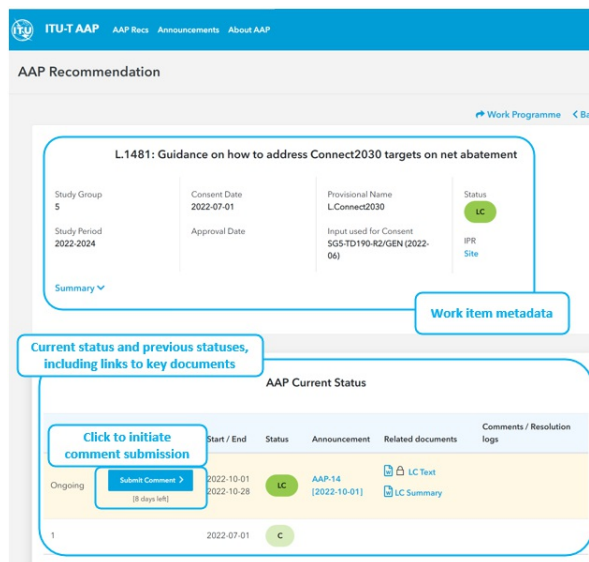 ITU-T AAP AAP Recs Announcements About AAP
AAP Recommendation
Work Programme
L.1481: Guidance on how to address Connect2030 targets on net abatement
Study Group Consent Date Provisional Name Status
5 2022-07-01 L.Connect2030 LC
Study Period Approval Date Input used for Consent IPR
2022-2024 SG5-TD190-R2/GEN (2022-
06) Site
Summary
Work item metadata
Current status and previous statuses,
including links to key documents
AAP Current Status
Click to initiate
comment submission
Start / End Status Announcement Related documents Comments / Resolution
logs
Ongoing Submit Comment 2022-10-01 LC AAP-14 LC Text
[8 days left] 2022-10-28 [2022-10-01] LC Summary
1 2022-07-01 C